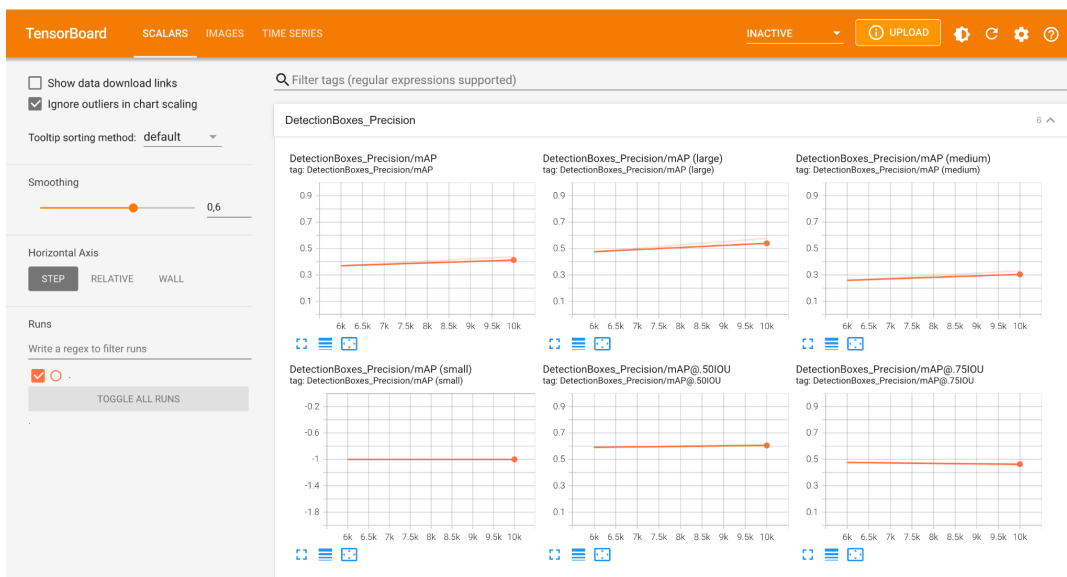 TensorBoard SCALARS IMAGES TIME SERIES INACTIVE UPLOAD
Show data download links
Ignore outliers in chart scaling
Tooltip sorting method: default
Smoothing
0,6
Horizontal Axis
STEP RELATIVE WALL
Runs
Write a regex to filter runs
.
TOGGLE ALL RUNS
.
Filter tags (regular expressions supported)
DetectionBoxes_Precision 6
DetectionBoxes_Precision/mAP
tag: DetectionBoxes_Precision/mAP
0.9
0.7
0.5
0.3
0.1
6k 6.5k 7k 7.5k 8k 8.5k 9k 9.5k 10k
DetectionBoxes_Precision/mAP (large)
tag: DetectionBoxes_Precision/mAP (large)
0.9
0.7
0.5
0.3
0.1
6k 6.5k 7k 7.5k 8k 8.5k 9k 9.5k 10k
DetectionBoxes_Precision/mAP (medium)
tag: DetectionBoxes_Precision/mAP (medium)
0.9
0.7
0.5
0.3
0.1
6k 6.5k 7k 7.5k 8k 8.5k 9k 9.5k 10k
DetectionBoxes_Precision/mAP (small)
tag: DetectionBoxes_Precision/mAP (small)
-0.2
-0.6
-1
-1.4
-1.8
6k 6.5k 7k 7.5k 8k 8.5k 9k 9.5k 10k
DetectionBoxes_Precision/mAP@.50IOU
tag: DetectionBoxes_Precision/mAP@.50IOU
0.9
0.7
0.5
0.3
0.1
6k 6.5k 7k 7.5k 8k 8.5k 9k 9.5k 10k
DetectionBoxes_Precision/mAP@.75IOU
tag: DetectionBoxes_Precision/mAP@.75IOU
0.9
0.7
0.5
0.3
0.1
6k 6.5k 7k 7.5k 8k 8.5k 9k 9.5k 10k